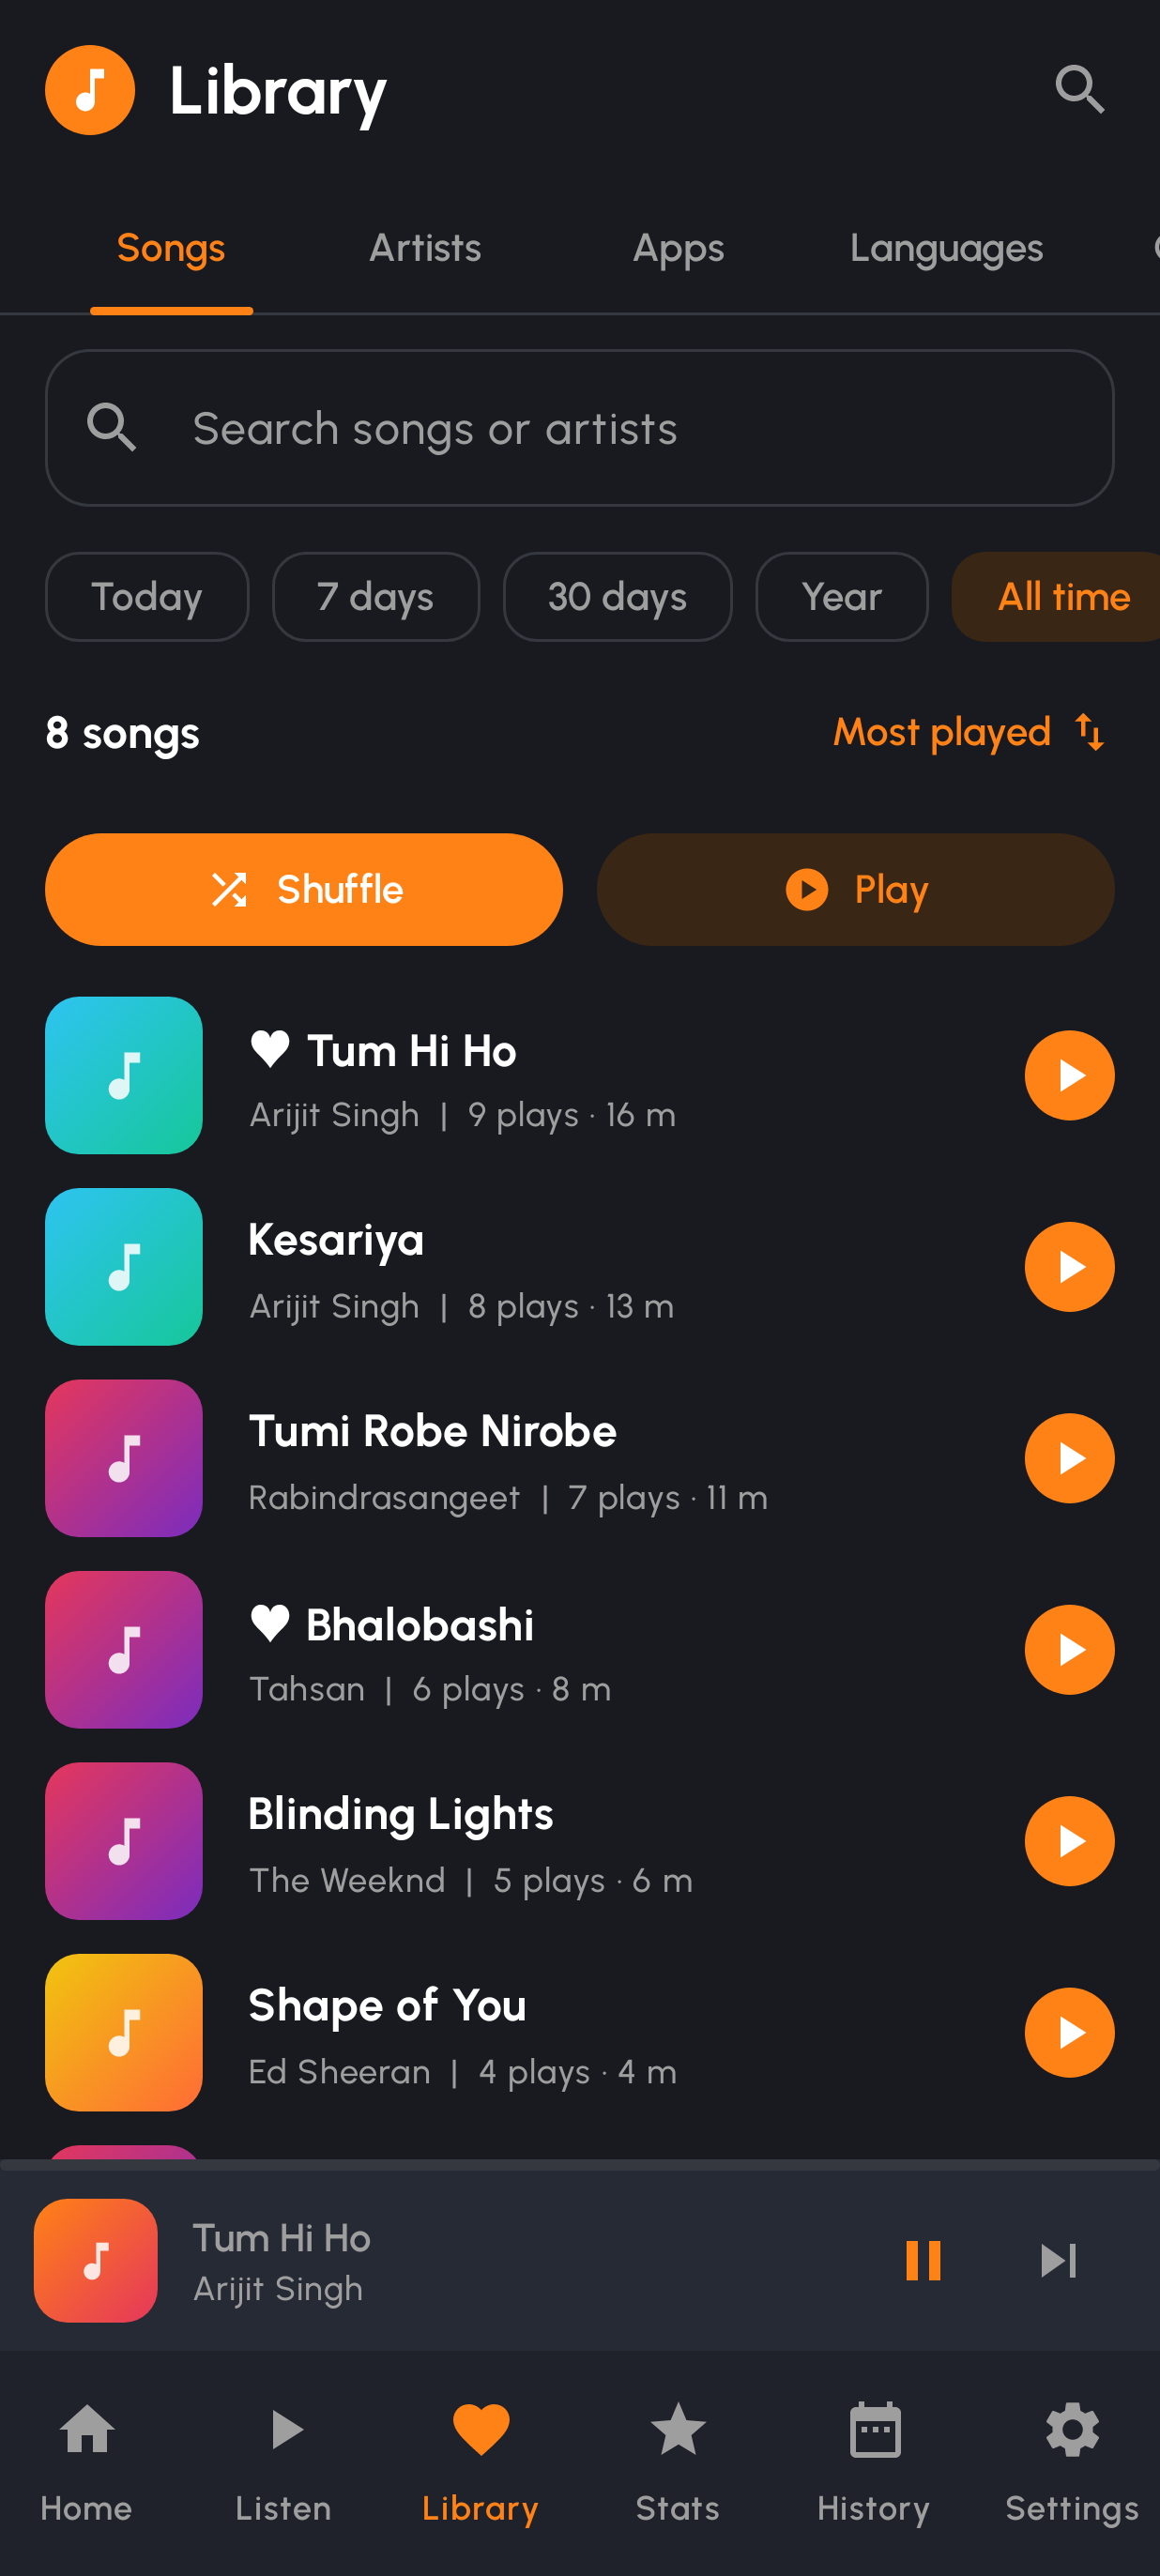 Library
Songs Artists Apps Languages
Search songs or artists
Today 7 days 30 days Year All time
8 songs Most played
Shuffle Play
♥ Tum Hi Ho
Arijit Singh | 9 plays · 16 m
Kesariya
Arijit Singh | 8 plays · 13 m
Tumi Robe Nirobe
Rabindrasangeet | 7 plays · 11 m
♥ Bhalobashi
Tahsan | 6 plays · 8 m
Blinding Lights
The Weeknd | 5 plays · 6 m
Shape of You
Ed Sheeran | 4 plays · 4 m
Tum Hi Ho
Arijit Singh
Home Listen Library Stats History Settings